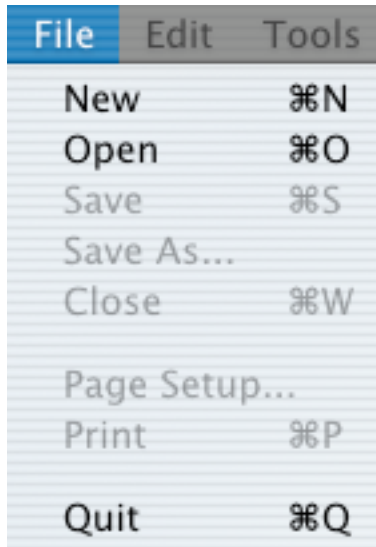 File Edit Tools
New ⌘N
Open ⌘O
Save ⌘S
Save As...
Close ⌘W
Page Setup...
Print ⌘P
Quit ⌘Q